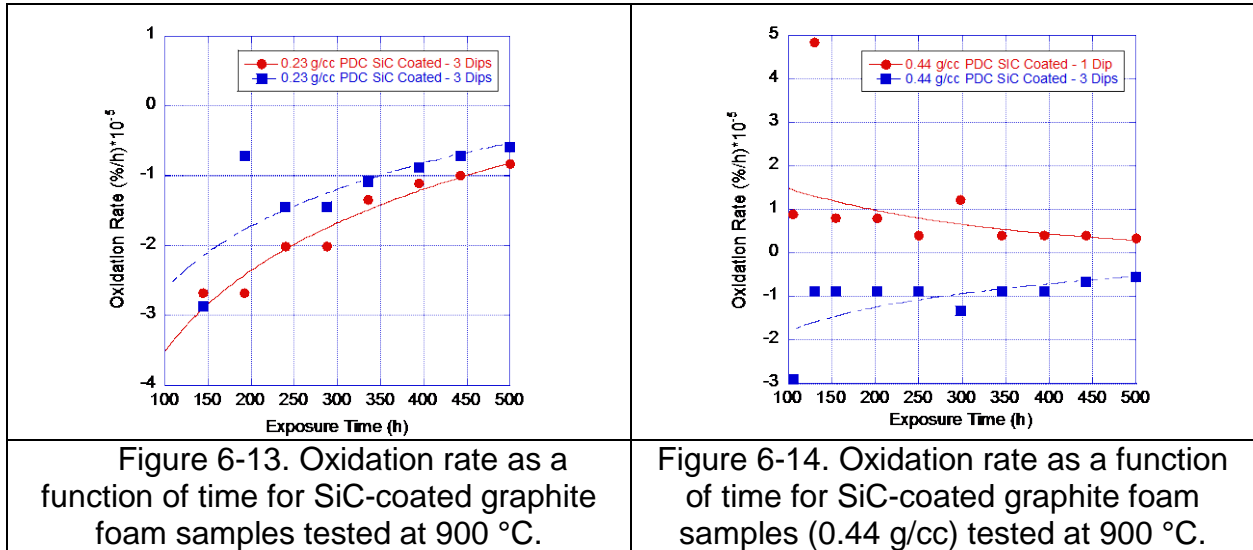 1
0
-1
-2
-3
-4
Oxidation Rate (%/h)*10⁻⁵
0.23 g/cc PDC SiC Coated - 3 Dips
0.23 g/cc PDC SiC Coated - 3 Dips
100 150 200 250 300 350 400 450 500
Exposure Time (h)
Figure 6-13. Oxidation rate as a
function of time for SiC-coated graphite
foam samples tested at 900 °C.
5
4
3
2
1
0
-1
-2
-3
Oxidation Rate (%/h)*10⁻⁵
0.44 g/cc PDC SiC Coated - 1 Dip
0.44 g/cc PDC SiC Coated - 3 Dips
100 150 200 250 300 350 400 450 500
Exposure Time (h)
Figure 6-14. Oxidation rate as a function
of time for SiC-coated graphite foam
samples (0.44 g/cc) tested at 900 °C.